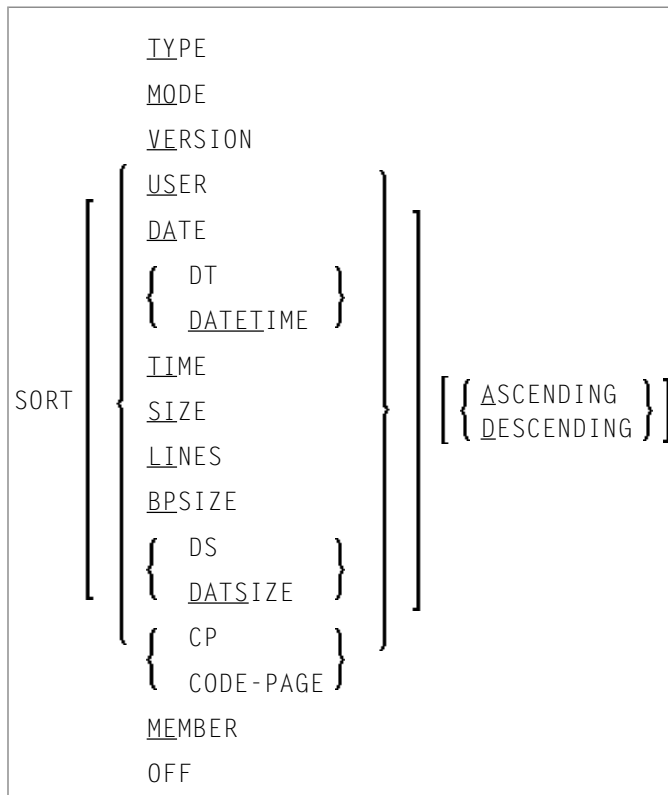 TYPE
MODE
VERSION
USER
DATE
DT
DATETIME
TIME
SIZE
LINES
BPSIZE
DS
DATSIZE
CP
CODE-PAGE
MEMBER
OFF
SORT
ASCENDING
DESCENDING